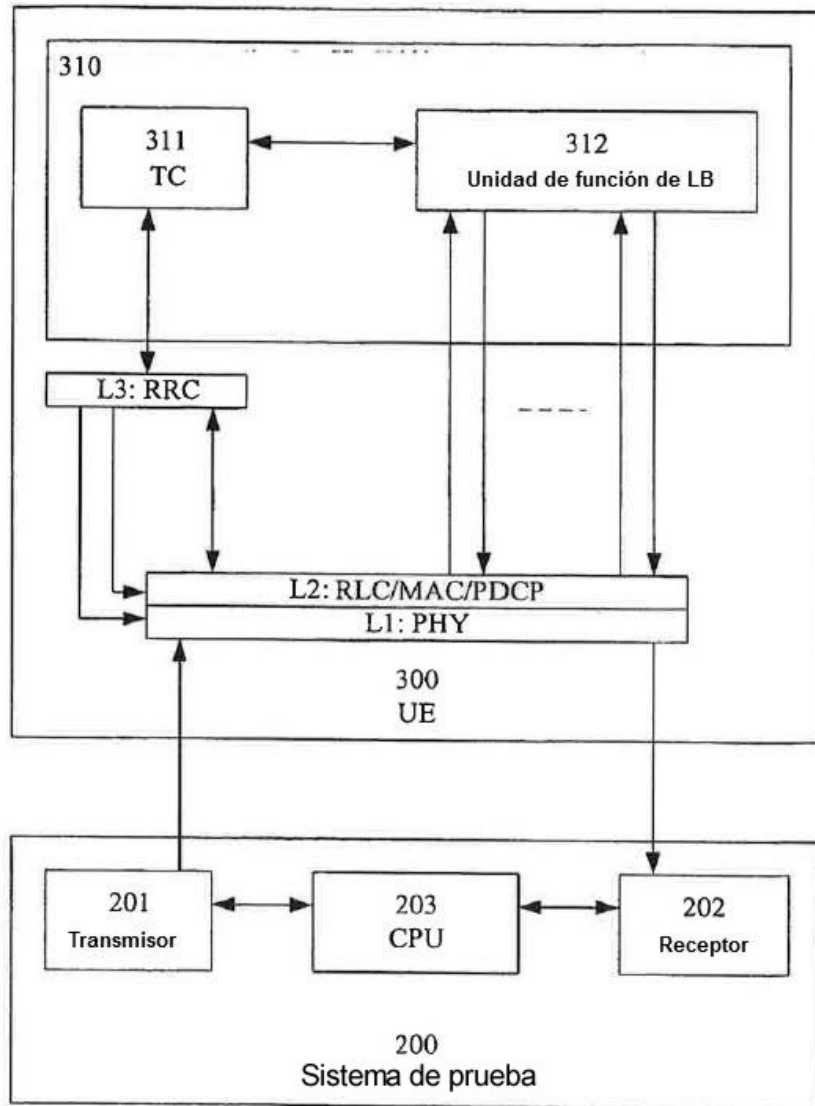 310
311
TC
312
Unidad de función de LB
L3: RRC
L2: RLC/MAC/PDCP
L1: PHY
300
UE
201
Transmisor
203
CPU
202
Receptor
200
Sistema de prueba